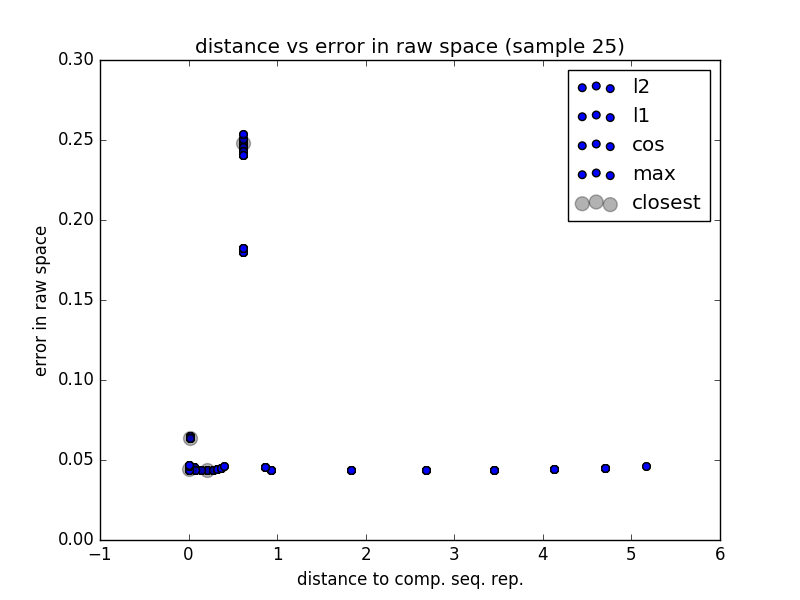 distance vs error in raw space (sample 25)
0.30
0.25
0.20
0.15
0.10
0.05
0.00
error in raw space
l2
l1
cos
max
closest
−1 0 1 2 3 4 5 6
distance to comp. seq. rep.